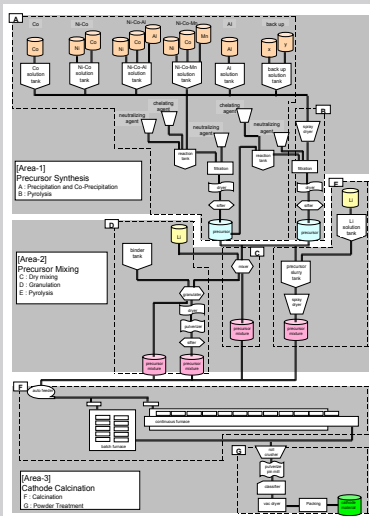 A
Co
Ni-Co
Ni-Co-Al
Ni-Co-Mn
Al
back up
Co
Ni
Co
Ni
Co
Al
Ni
Co
Mn
Al
x
y
Co
solution
tank
Ni-Co
solution
tank
Ni-Co-Al
solution
tank
Ni-Co-Mn
solution
tank
Al
solution
tank
back up
solution
tank
B
chelating
agent
neutralizing
agent
chelating
agent
neutralizing
agent
neutralizing
agent
spray
dryer
reaction
tank
reaction
tank
filtration
filtration
dryer
dryer
sifter
sifter
precursor
precursor
[Area-1]
Precursor Synthesis
A : Precipitation and Co-Precipitation
B : Pyrolysis
E
Li
Li
solution
tank
D
Li
binder
tank
C
mixer
precursor
slurry
tank
[Area-2]
Precursor Mixing
C : Dry mixing
D : Granulation
E : Pyrolysis
granulator
dryer
pulverizer
sifter
spray
dryer
precursor
mixture
precursor
mixture
precursor
mixture
precursor
mixture
F
auto feeder
continuous furnace
batch furnace
G
roll
crusher
pulverizer
pin mill
classifier
vac dryer
Packing
cathode
material
[Area-3]
Cathode Calcination
F : Calcination
G : Powder Treatment